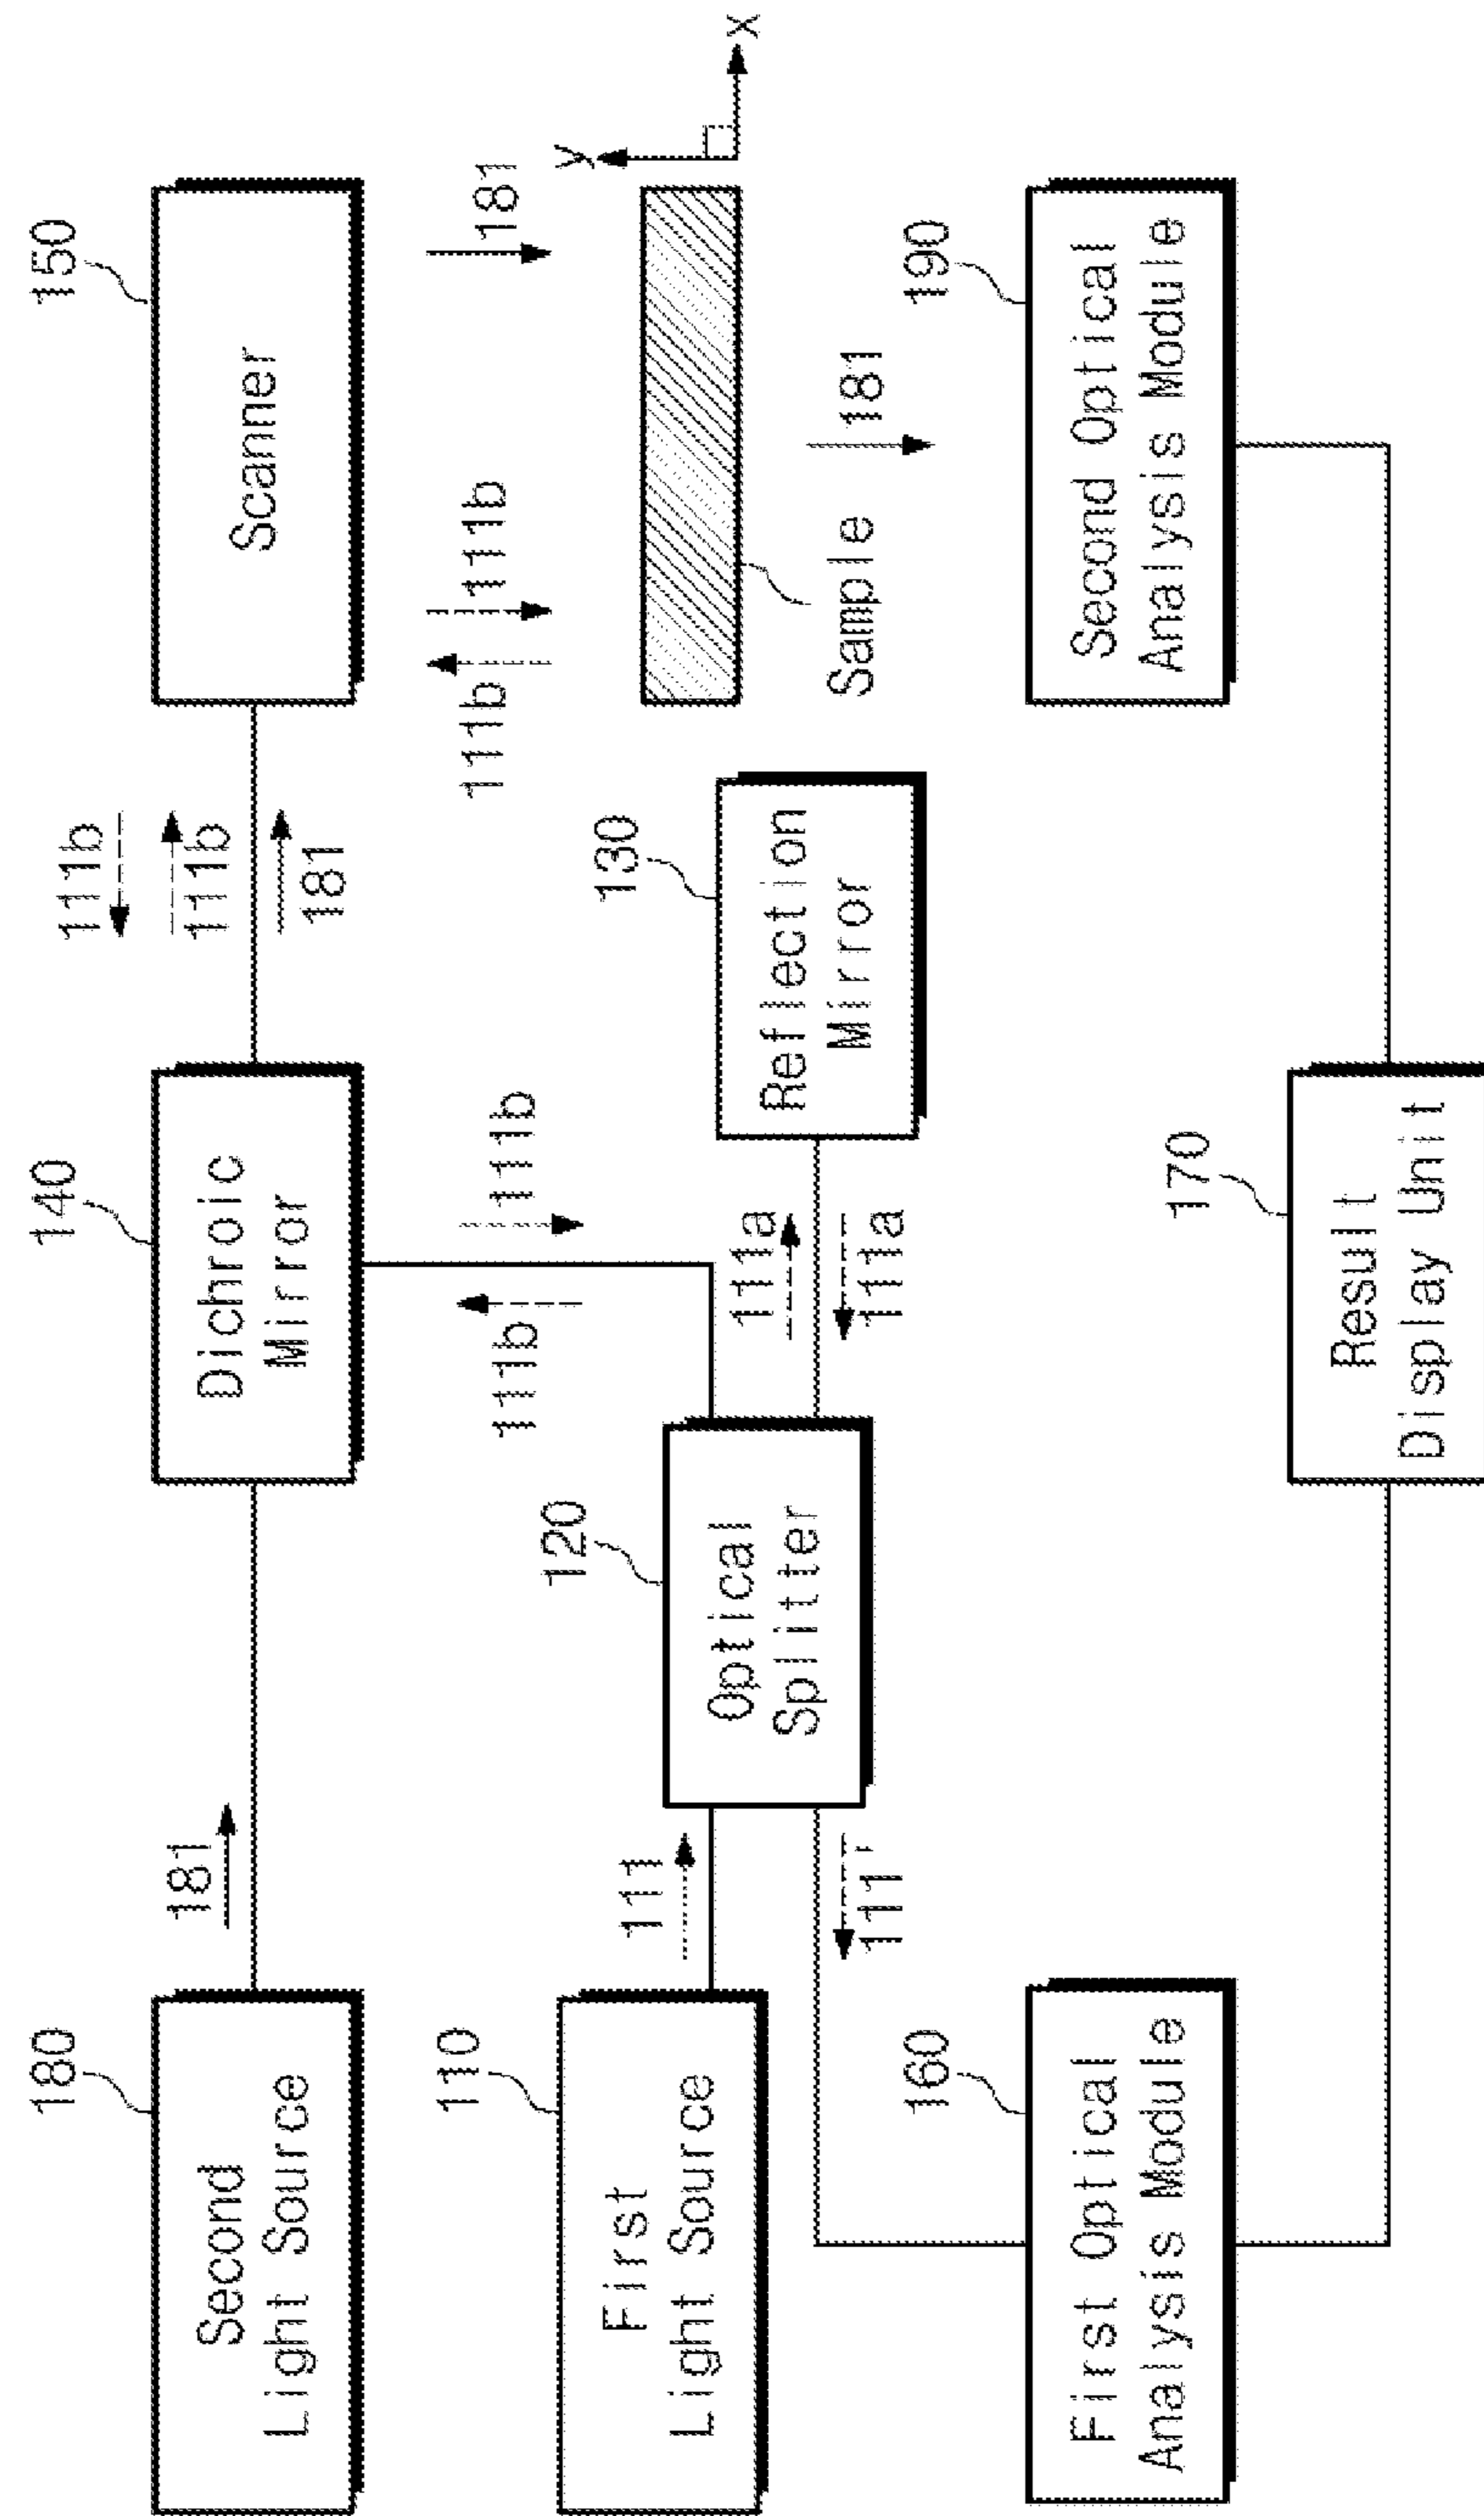 180
Second
Light Source
181
140
Dichroic
Mirror
111b
111b
181
150
Scanner
110
First
Light Source
111
120
Optical
Splitter
111b
111b
111a
111a
130
Reflection
Mirror
111b
111b
181
y
x
Sample
181
111'
160
First Optical
Analysis Module
170
Result
Display Unit
190
Second Optical
Analysis Module